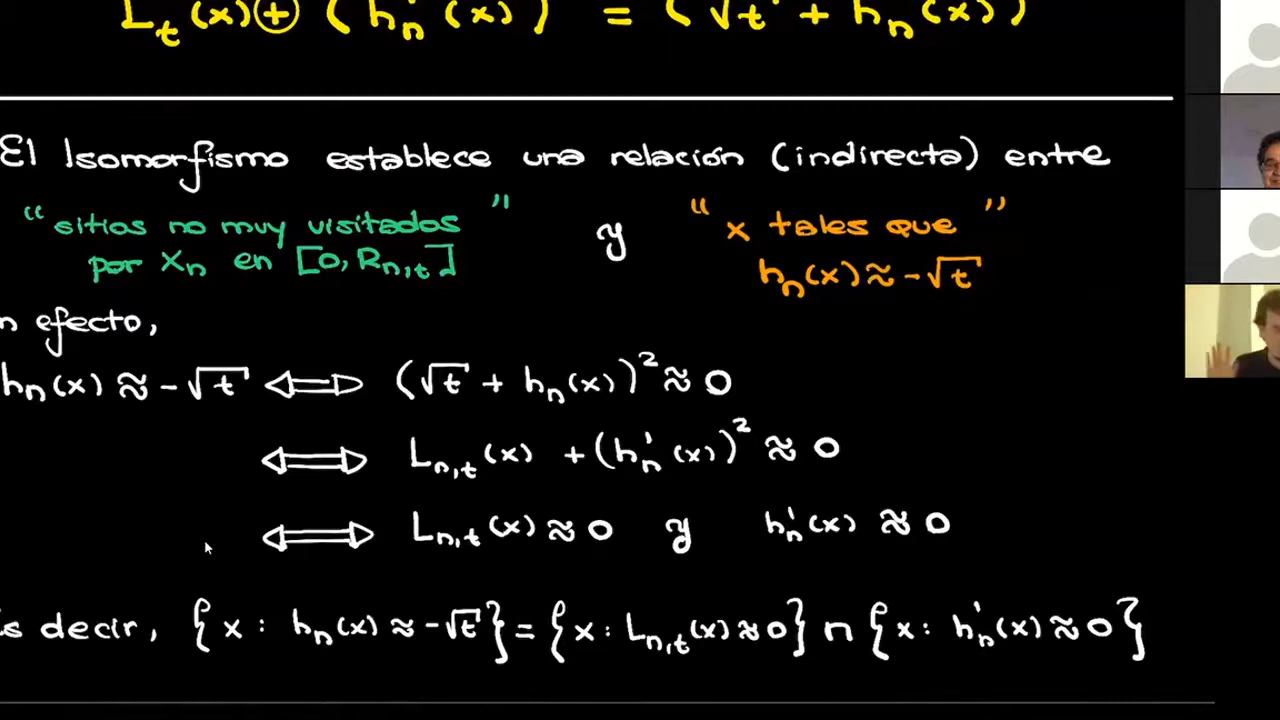 L_t(x) ⊕ (h_n'(x)) = (√t + h_n(x))
El Isomorfismo establece una relación (indirecta) entre
“sitios no muy visitados por X_n en [0, R_{n,t}]” y “x tales que h_n(x) ≈ -√t”
n efecto,
h_n(x) ≈ -√t ⟺ (√t + h_n(x))² ≈ 0
⟺ L_{n,t}(x) + (h_n'(x))² ≈ 0
⟺ L_{n,t}(x) ≈ 0 y h_n'(x) ≈ 0
s decir, {x : h_n(x) ≈ -√t} = {x : L_{n,t}(x) ≈ 0} ∩ {x : h_n'(x) ≈ 0}